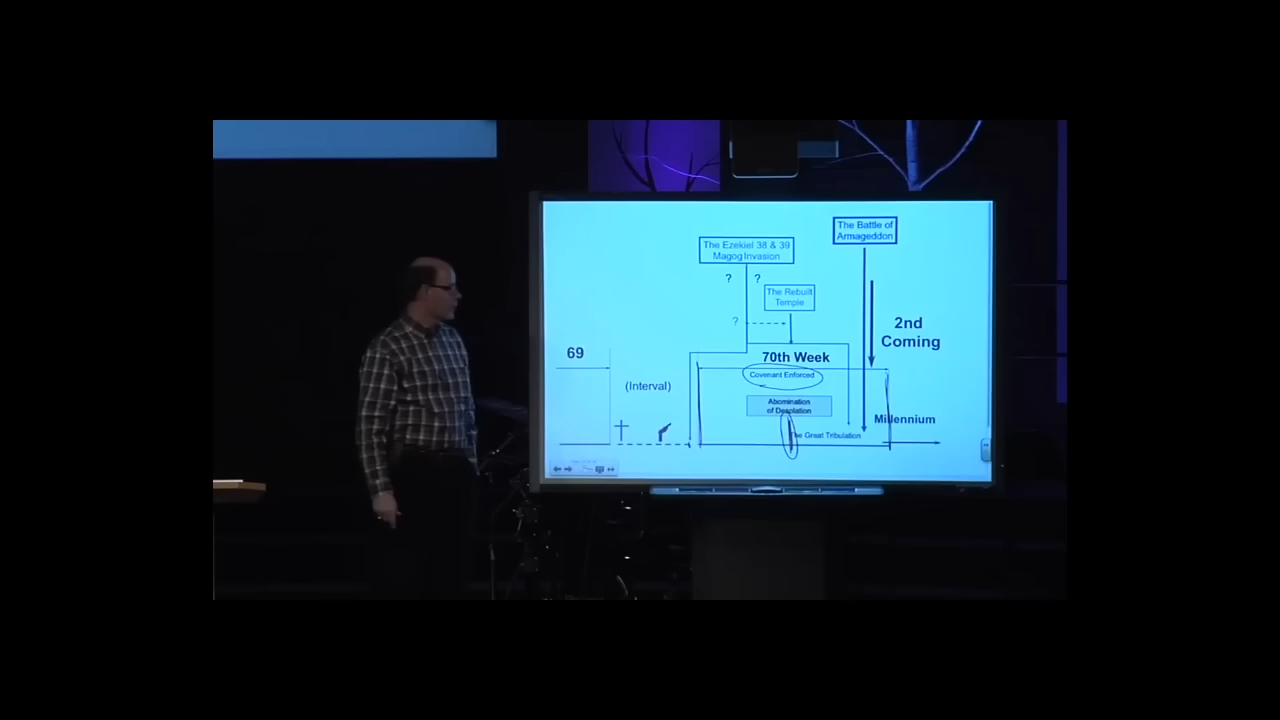 The Battle of
Armageddon
The Ezekiel 38 & 39
Magog Invasion
? ?
The Rebuilt
Temple
?
2nd
Coming
69
70th Week
(Interval)
Covenant Enforced
Abomination
of Desolation
Millennium
The Great Tribulation